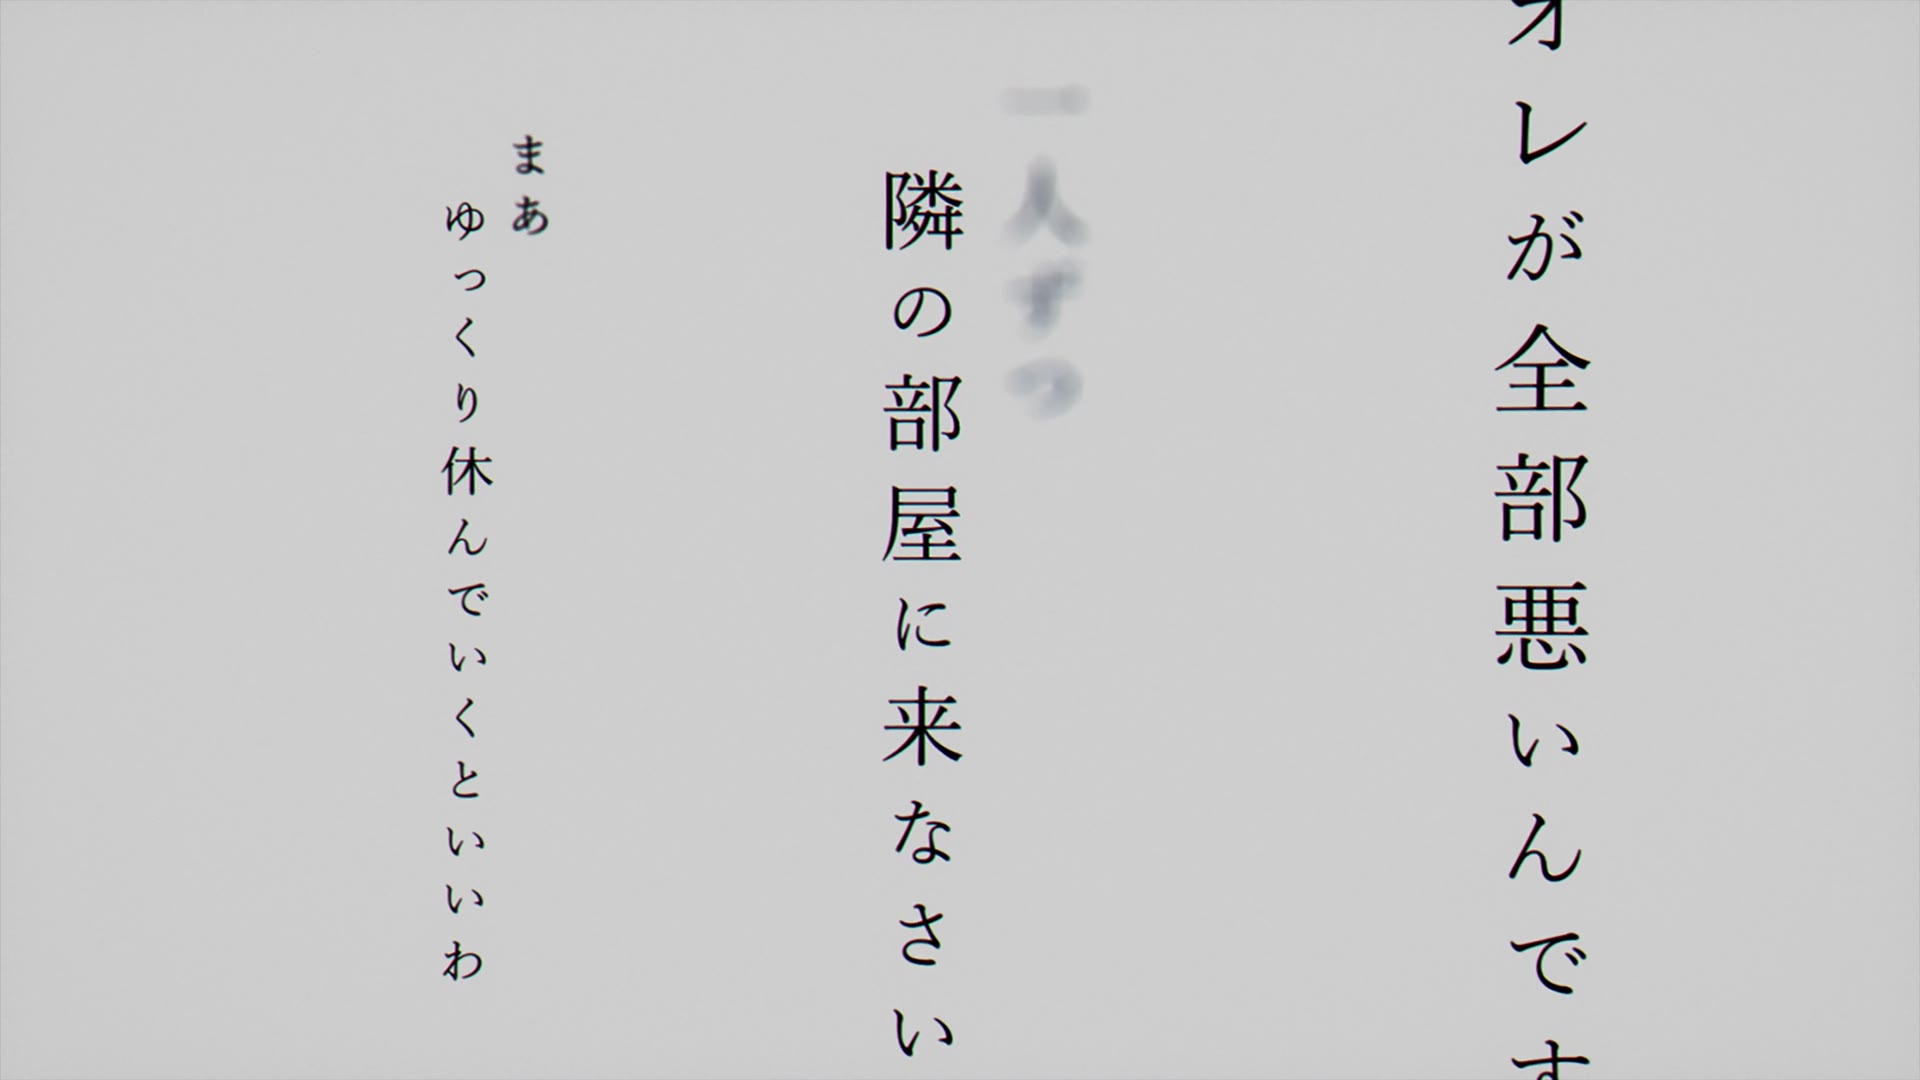 オレが全部悪いんです
一人ずつ
隣の部屋に来なさい
まあ
ゆっくり休んでいくといいわ